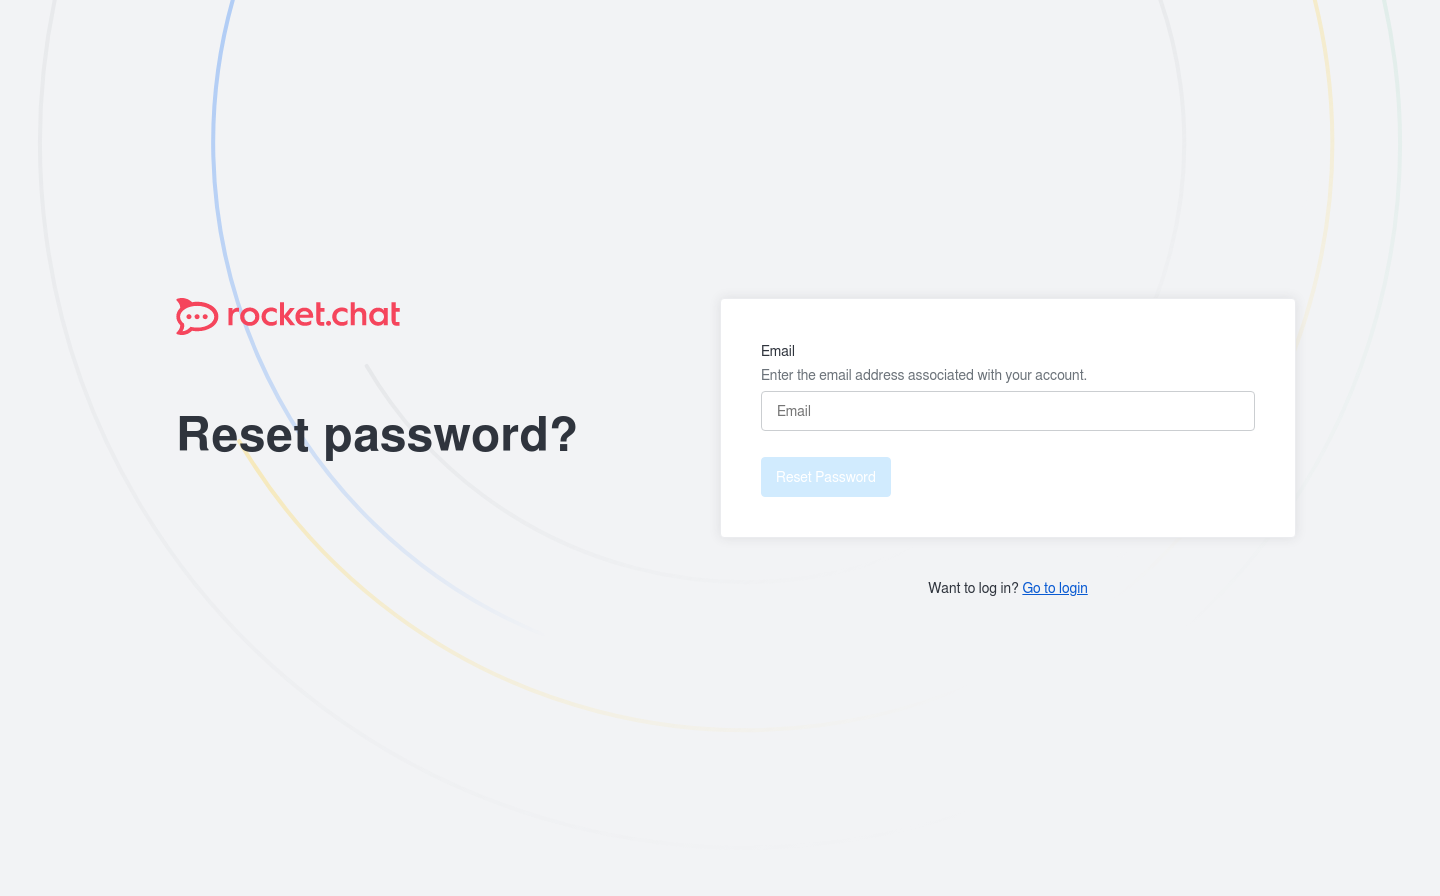 rocket.chat
Reset password?
Email
Enter the email address associated with your account.
Email
Reset Password
Want to log in? Go to login